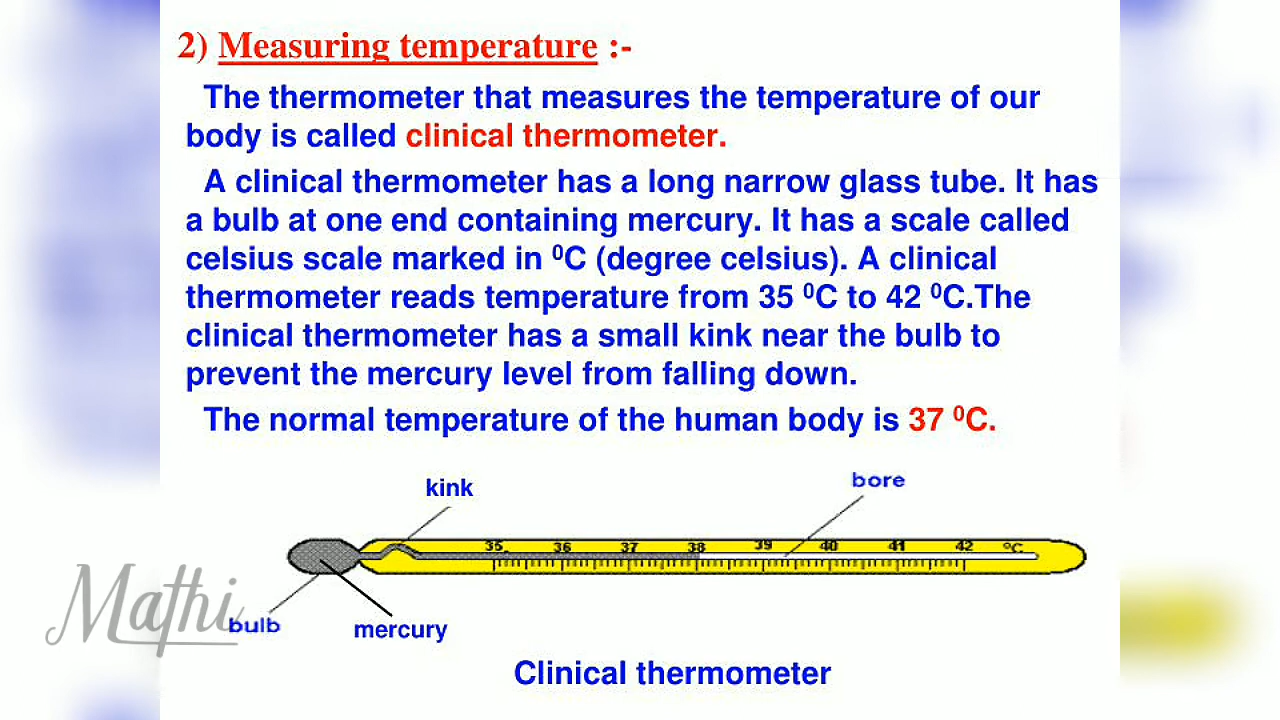 2) Measuring temperature :-
The thermometer that measures the temperature of our
body is called clinical thermometer.
A clinical thermometer has a long narrow glass tube. It has
a bulb at one end containing mercury. It has a scale called
celsius scale marked in ⁰C (degree celsius). A clinical
thermometer reads temperature from 35 ⁰C to 42 ⁰C.The
clinical thermometer has a small kink near the bulb to
prevent the mercury level from falling down.
The normal temperature of the human body is 37 ⁰C.
kink
bore
35 36 37 38 39 40 41 42 °C
Mathi
bulb
mercury
Clinical thermometer